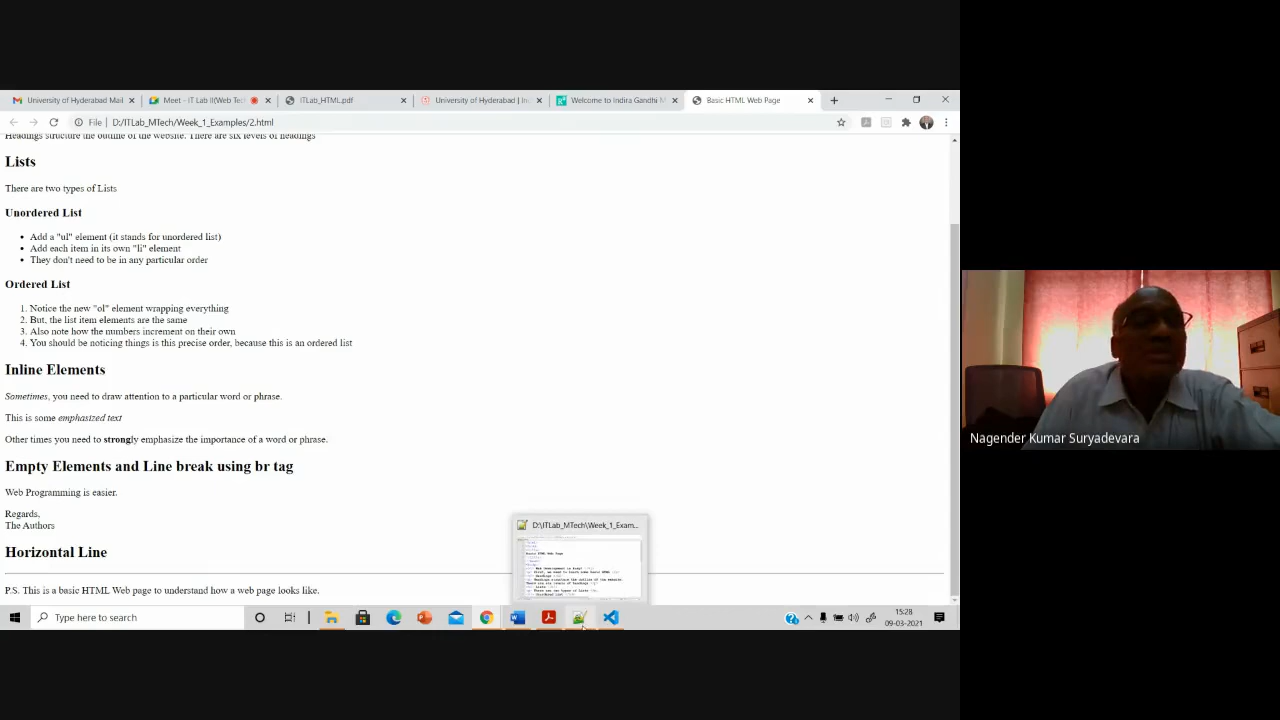 University of Hyderabad Mail
Meet – IT Lab II(Web Tec
ITLab_HTML.pdf
University of Hyderabad | In
Welcome to Indira Gandhi M
Basic HTML Web Page
File | D:/ITLab_MTech/Week_1_Examples/2.html
Headings structure the outline of the website. There are six levels of headings
Lists
There are two types of Lists
Unordered List
• Add a "ul" element (it stands for unordered list)
• Add each item in its own "li" element
• They don't need to be in any particular order
Ordered List
1. Notice the new "ol" element wrapping everything
2. But, the list item elements are the same
3. Also note how the numbers increment on their own
4. You should be noticing things is this precise order, because this is an ordered list
Inline Elements
Sometimes, you need to draw attention to a particular word or phrase.
This is some emphasized text
Other times you need to strongly emphasize the importance of a word or phrase.
Empty Elements and Line break using br tag
Web Programming is easier.
Regards,
The Authors
Horizontal Line
P.S. This is a basic HTML Web page to understand how a web page looks like.
D:\ITLab_MTech\Week_1_Exam...
Type here to search
15:28
09-03-2021
Nagender Kumar Suryadevara